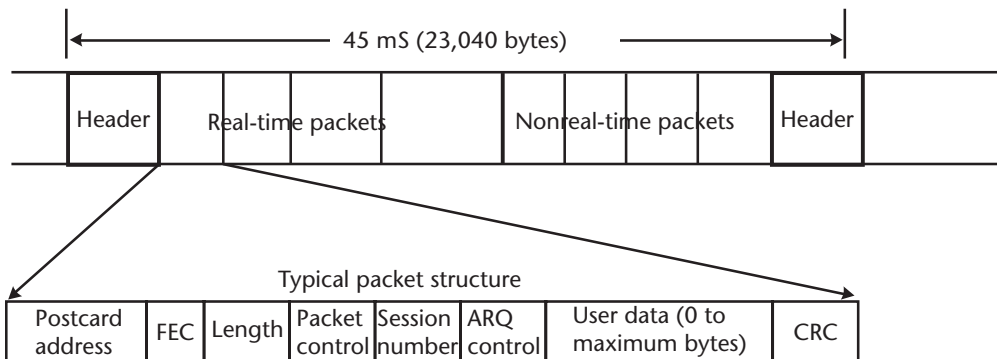 45 mS (23,040 bytes)
Header Real-time packets Nonreal-time packets Header
Typical packet structure
Postcard address FEC Length Packet control Session number ARQ control User data (0 to maximum bytes) CRC